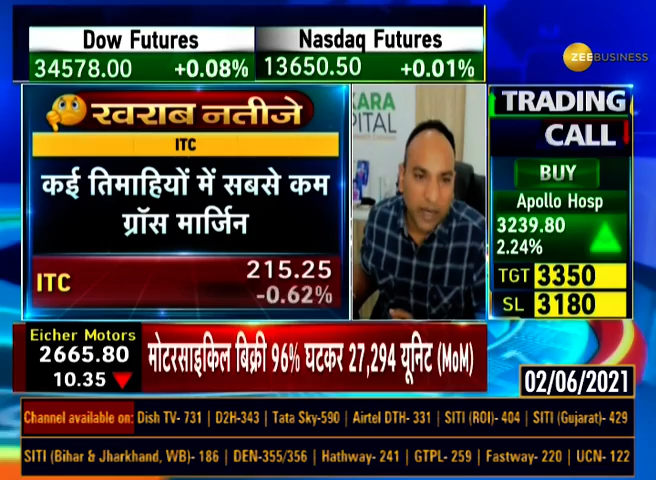 Dow Futures
34578.00 +0.08%
Nasdaq Futures
13650.50 +0.01%
ZEE BUSINESS
खराब नतीजे
ITC
कई तिमाहियों में सबसे कम
ग्रॉस मार्जिन
ITC
215.25
-0.62%
KARA
PITAL
TRADING
CALL
BUY
Apollo Hosp
3239.80
2.24%
TGT 3350
SL 3180
Eicher Motors
2665.80
10.35
मोटरसाइकिल बिक्री 96% घटकर 27,294 यूनिट (MoM)
02/06/2021
Channel available on: Dish TV- 731 | D2H-343 | Tata Sky-590 | Airtel DTH- 331 | SITI (ROI)- 404 | SITI (Gujarat)- 429
SITI (Bihar & Jharkhand, WB)- 186 | DEN-355/356 | Hathway- 241 | GTPL- 259 | Fastway- 220 | UCN- 122